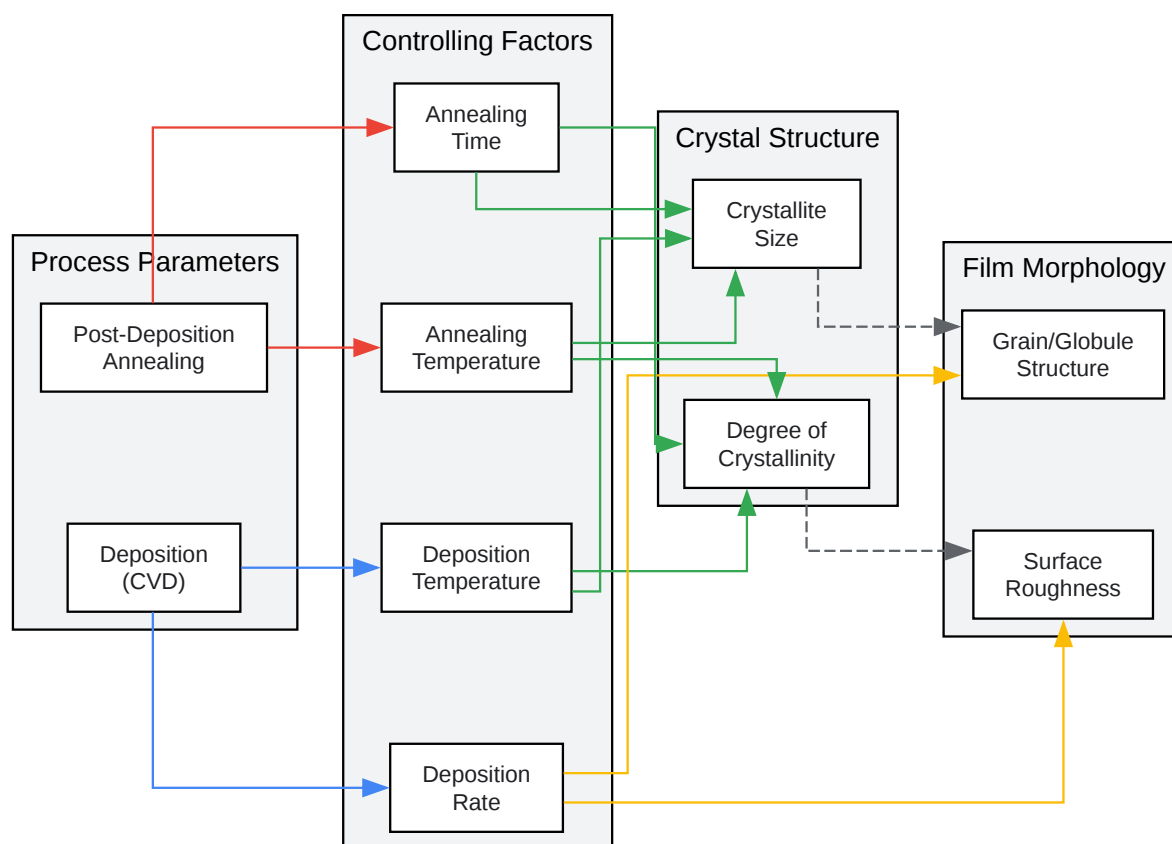 Process Parameters
Post-Deposition
Annealing
Deposition
(CVD)
Controlling Factors
Annealing
Time
Annealing
Temperature
Deposition
Temperature
Deposition
Rate
Crystal Structure
Crystallite
Size
Degree of
Crystallinity
Film Morphology
Grain/Globule
Structure
Surface
Roughness